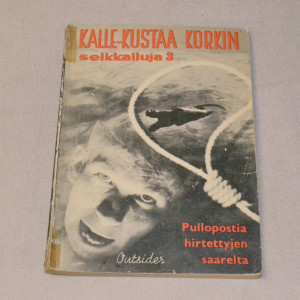 KALLE-KUSTAA KORKIN
seikkailuja 3
Pullopostia
hirtettyjen
saarelta
Outsider